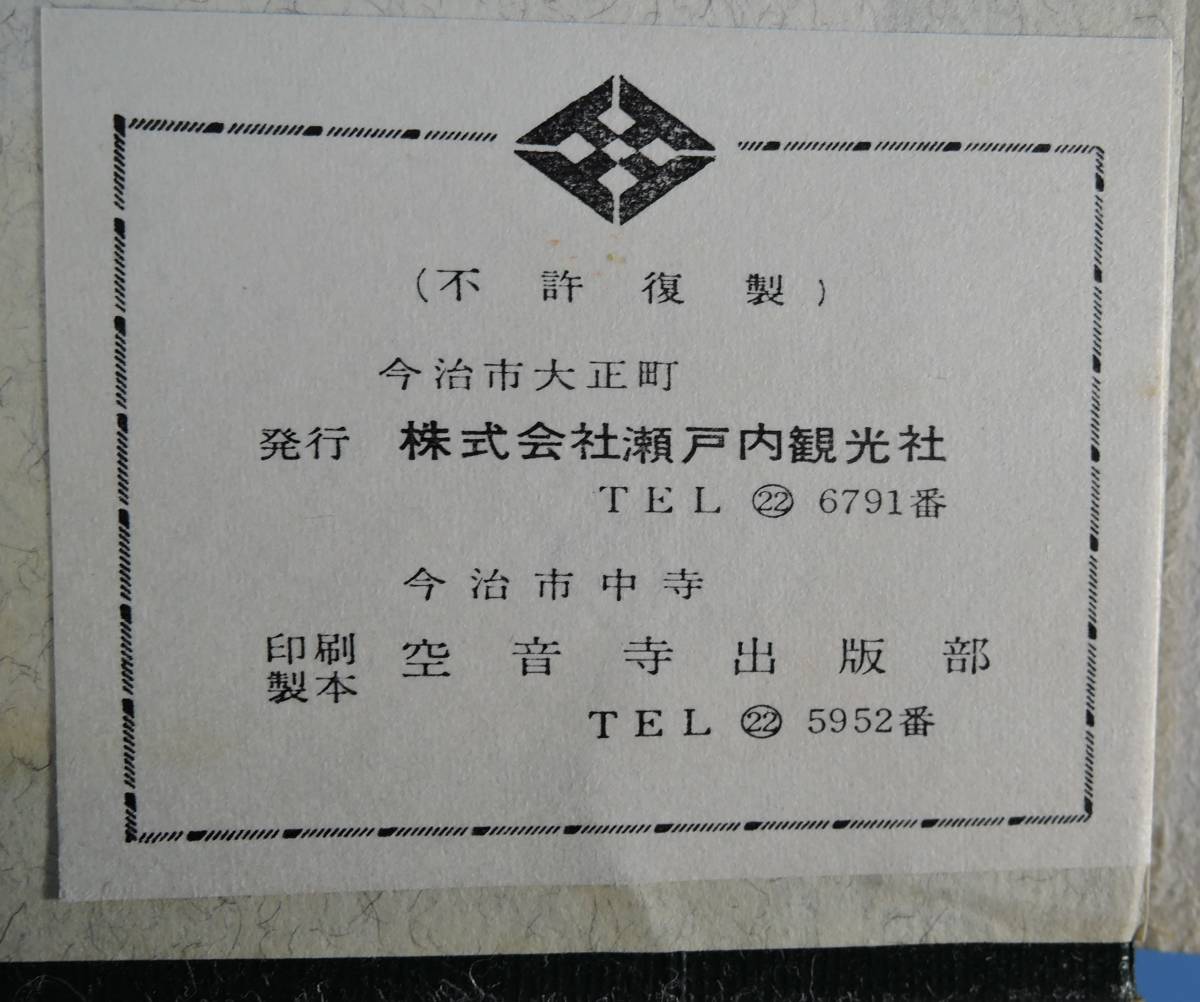 (不許復製)
今治市大正町
発行 株式会社瀬戸内観光社
TEL ㉒ 6791番
今治市中寺
印刷
製本 空音寺出版部
TEL ㉒ 5952番